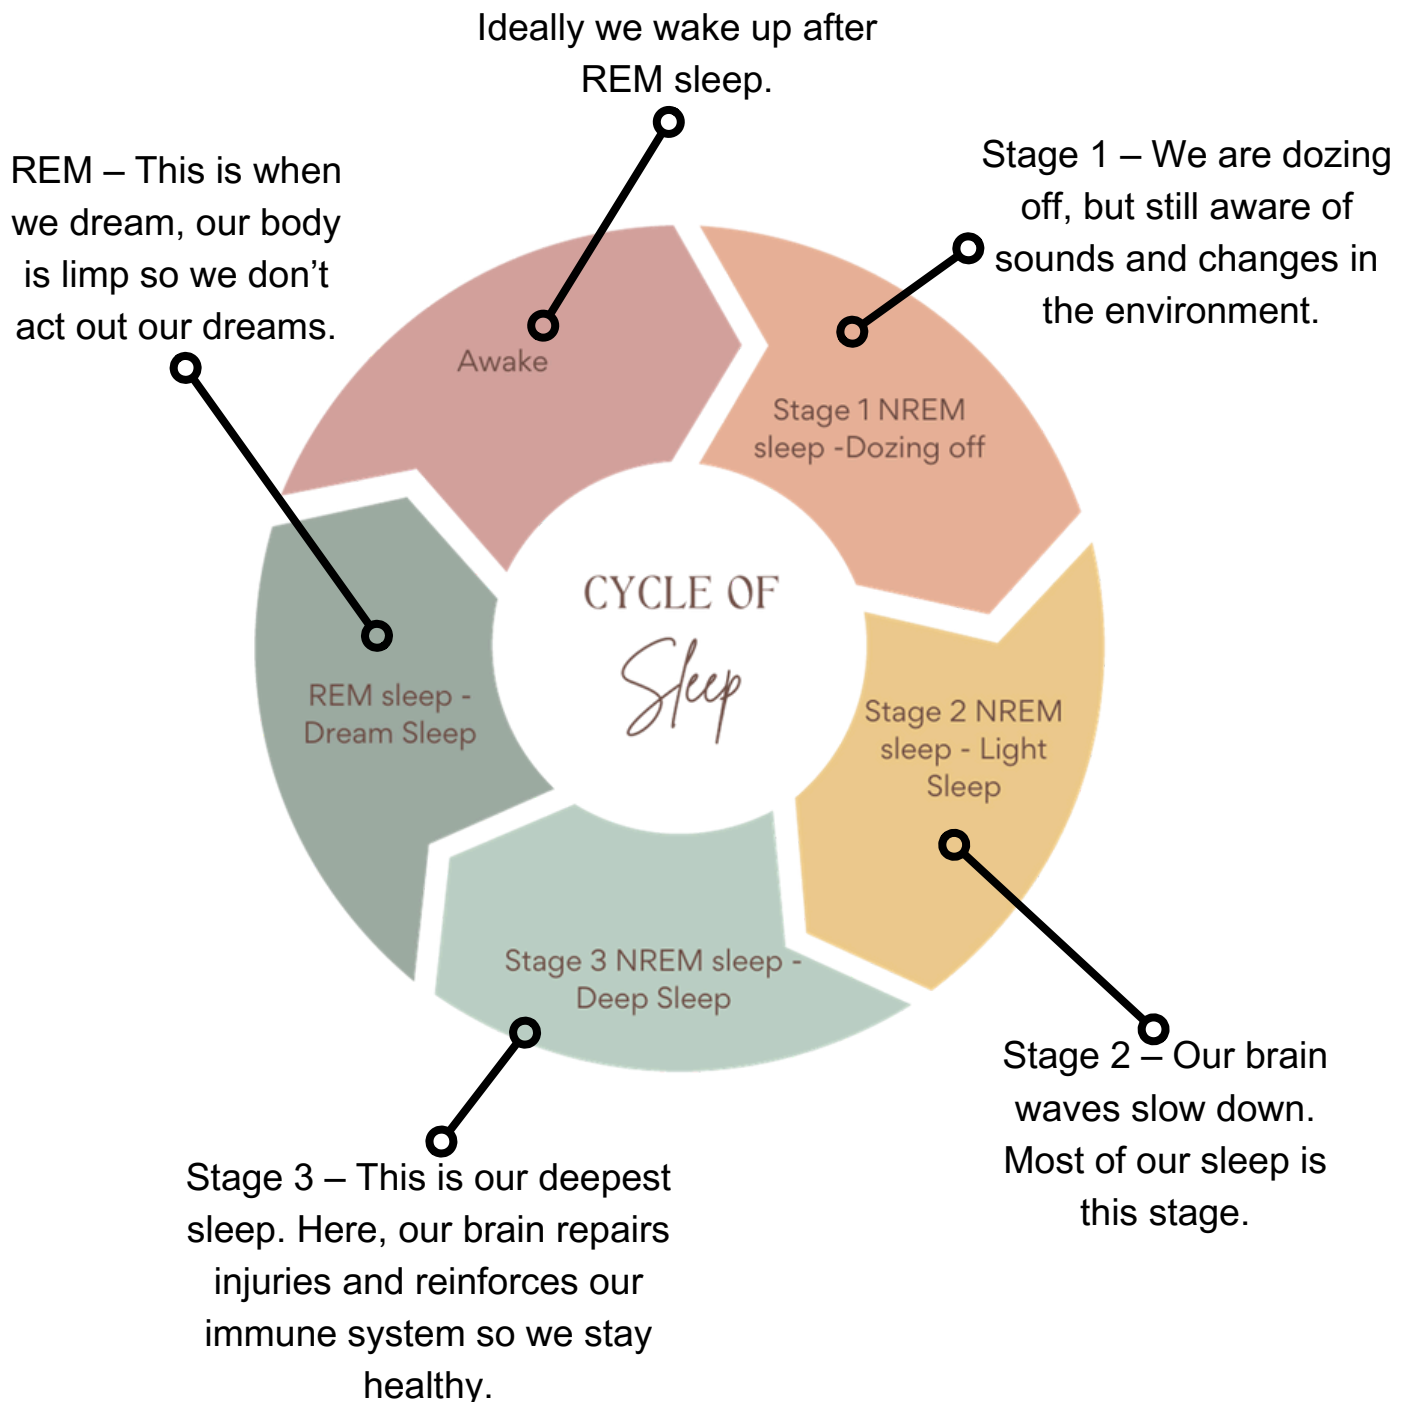 Ideally we wake up after
REM sleep.
REM – This is when
we dream, our body
is limp so we don’t
act out our dreams.
Stage 1 – We are dozing
off, but still aware of
sounds and changes in
the environment.
Awake
Stage 1 NREM
sleep -Dozing off
CYCLE OF
Sleep
REM sleep -
Dream Sleep
Stage 2 NREM
sleep - Light
Sleep
Stage 3 NREM sleep -
Deep Sleep
Stage 2 – Our brain
waves slow down.
Most of our sleep is
this stage.
Stage 3 – This is our deepest
sleep. Here, our brain repairs
injuries and reinforces our
immune system so we stay
healthy.